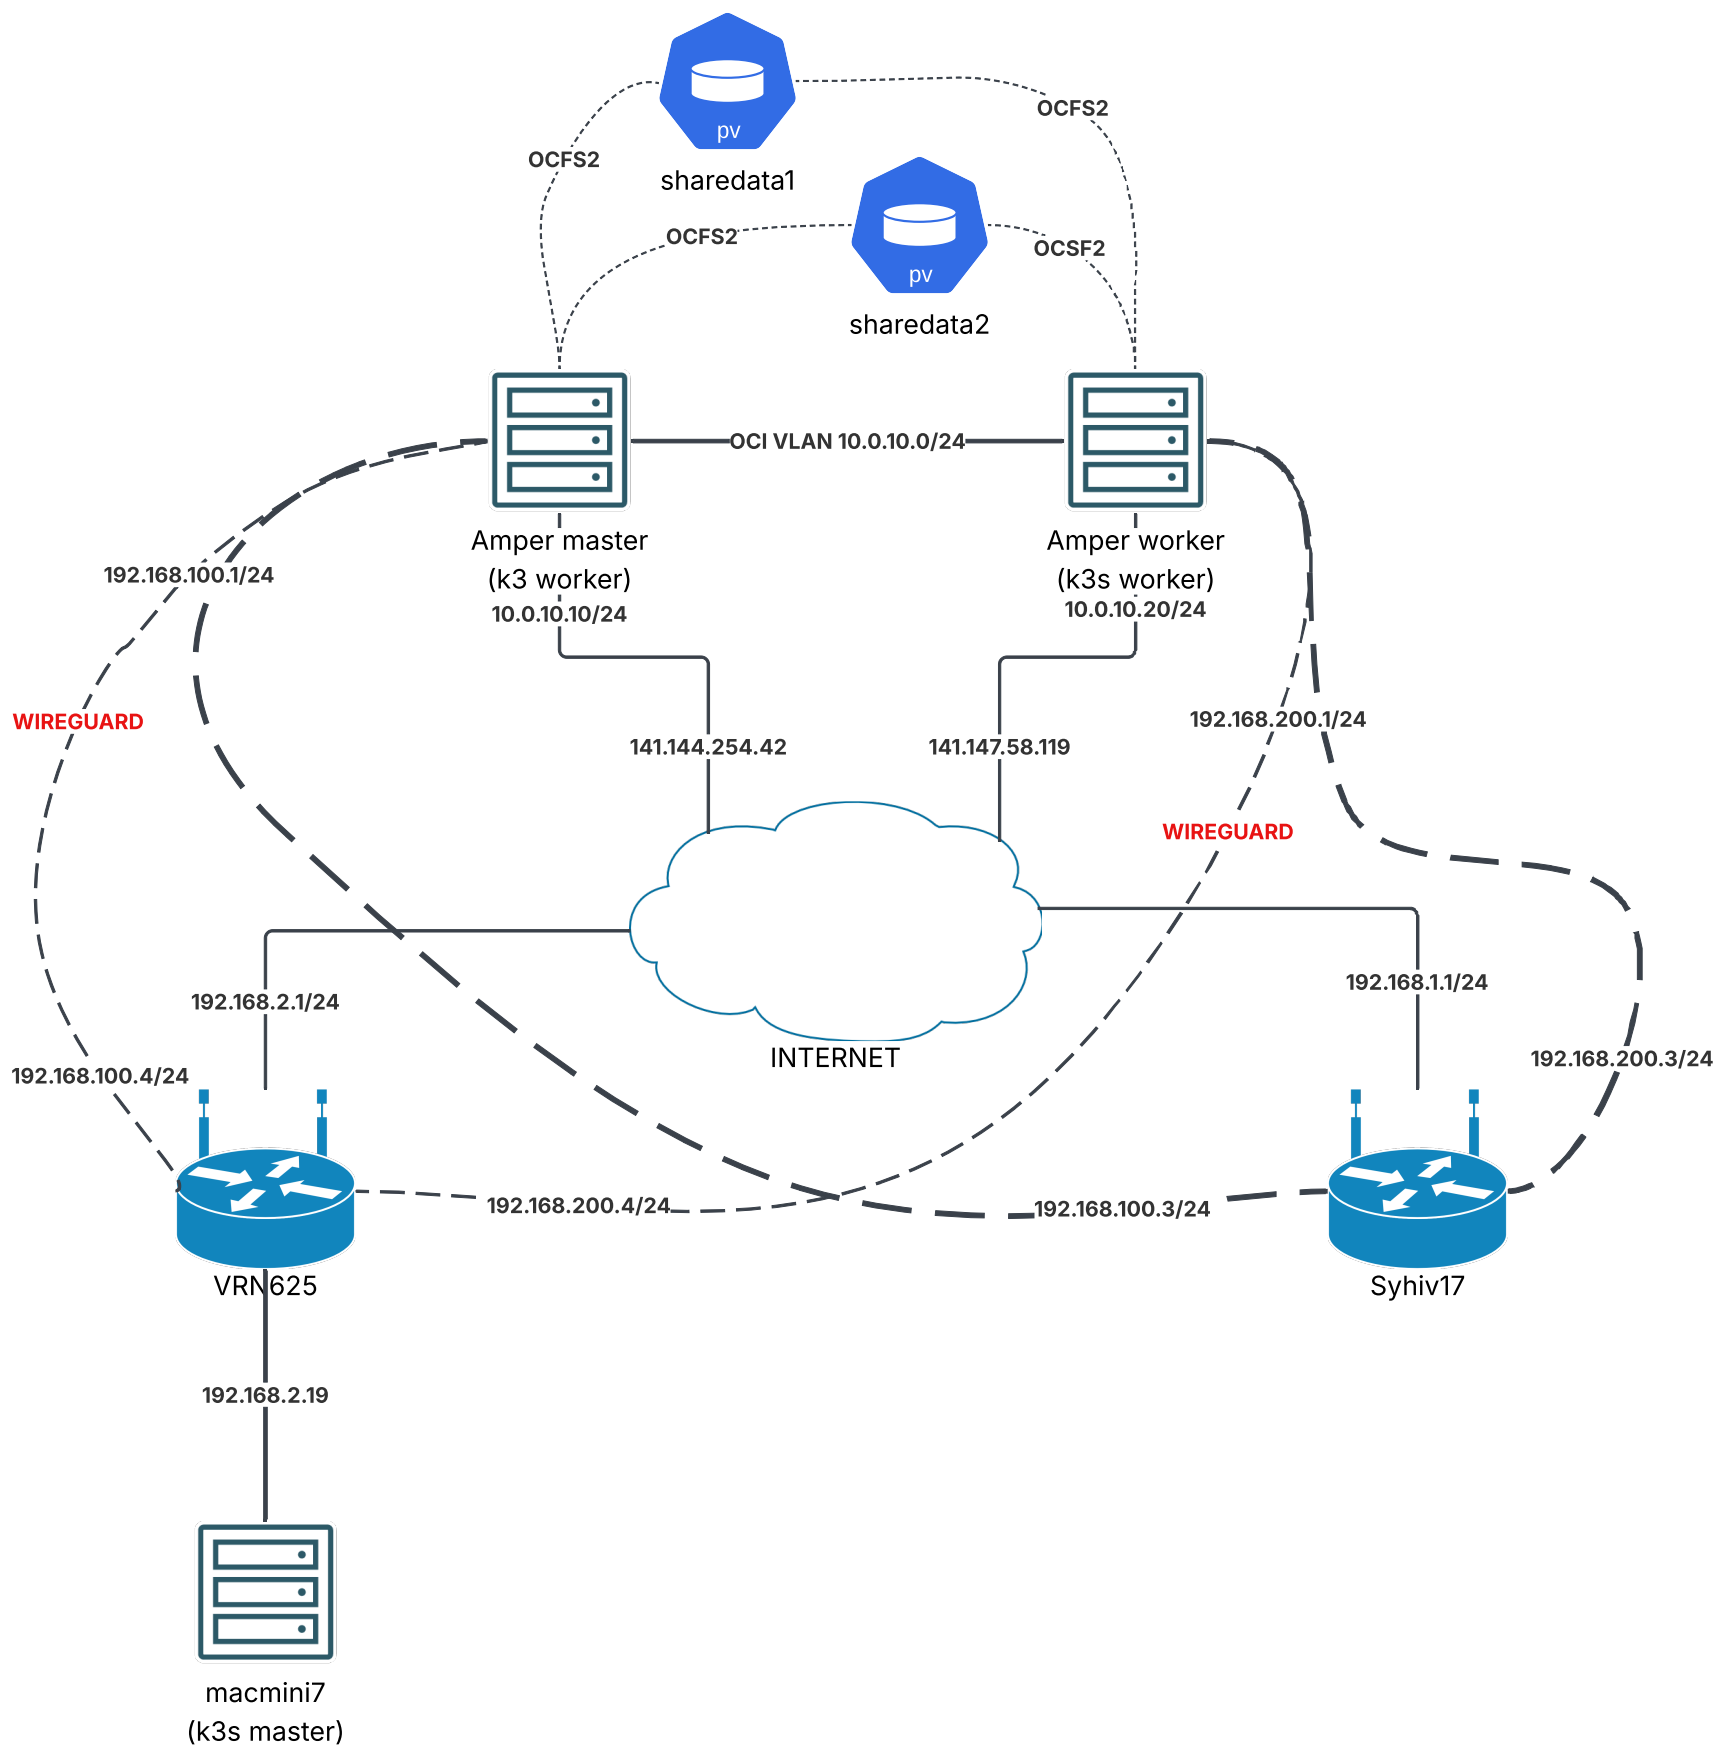 pv
sharedata1
OCFS2
OCFS2
pv
sharedata2
OCFS2
OCSF2
OCI VLAN 10.0.10.0/24
Amper master
(k3 worker)
10.0.10.10/24
Amper worker
(k3s worker)
10.0.10.20/24
192.168.100.1/24
WIREGUARD
141.144.254.42
141.147.58.119
192.168.200.1/24
WIREGUARD
192.168.2.1/24
192.168.1.1/24
INTERNET
192.168.100.4/24
192.168.200.3/24
192.168.200.4/24
192.168.100.3/24
VRN625
Syhiv17
192.168.2.19
macmini7
(k3s master)